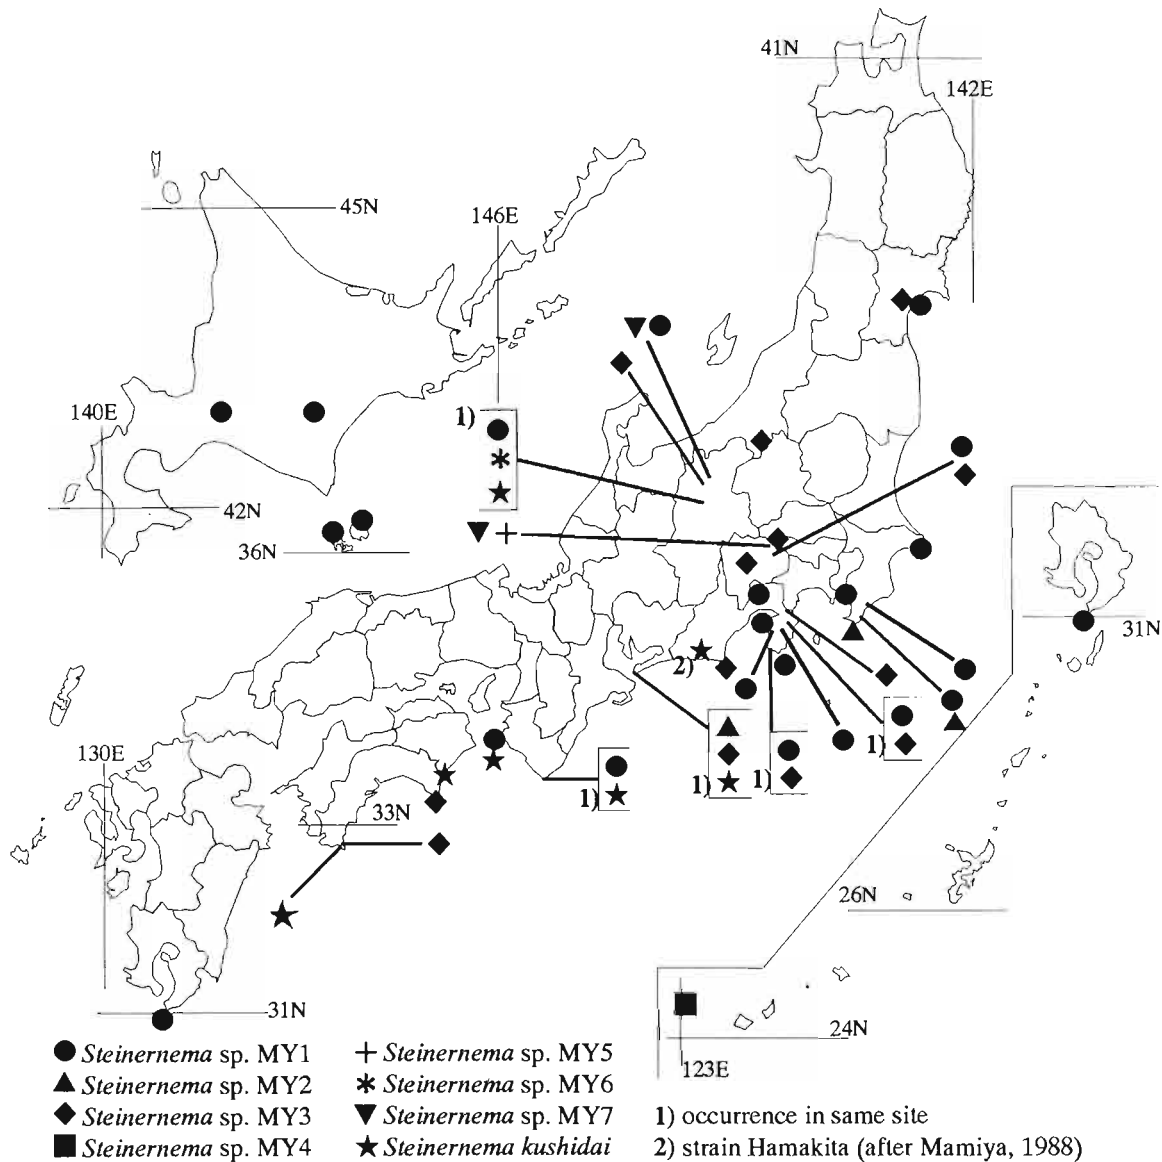 41N
142E
45N
146E
140E
1)
42N
36N
31N
2)
1)
1)
1)
1)
130E
33N
26N
31N
24N
123E
Steinernema sp. MY1
Steinernema sp. MY2
Steinernema sp. MY3
Steinernema sp. MY4
Steinernema sp. MY5
Steinernema sp. MY6
Steinernema sp. MY7
Steinernema kushidai
1) occurrence in same site
2) strain Hamakita (after Mamiya, 1988)